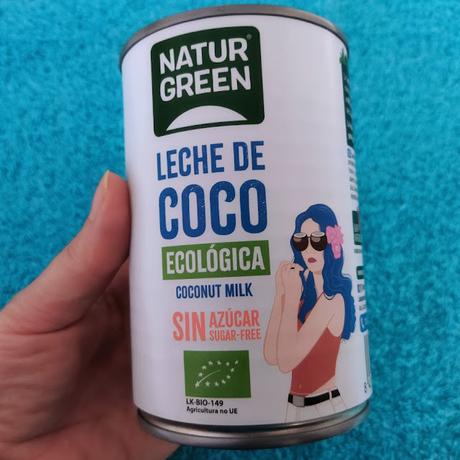 NATUR
GREEN®
LECHE DE
COCO
ECOLÓGICA
COCONUT MILK
SIN AZÚCAR
SUGAR-FREE
LK-BIO-149
Agricultura no UE